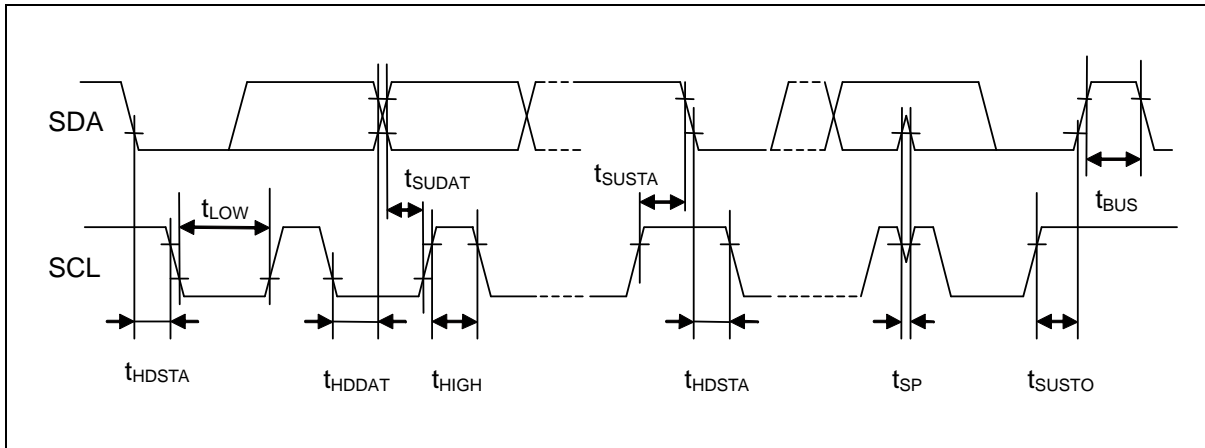 SDA
tSUDAT
tSUSTA
tLOW
tBUS
SCL
tHDSTA
tHDDAT
tHIGH
tHDSTA
tSP
tSUSTO